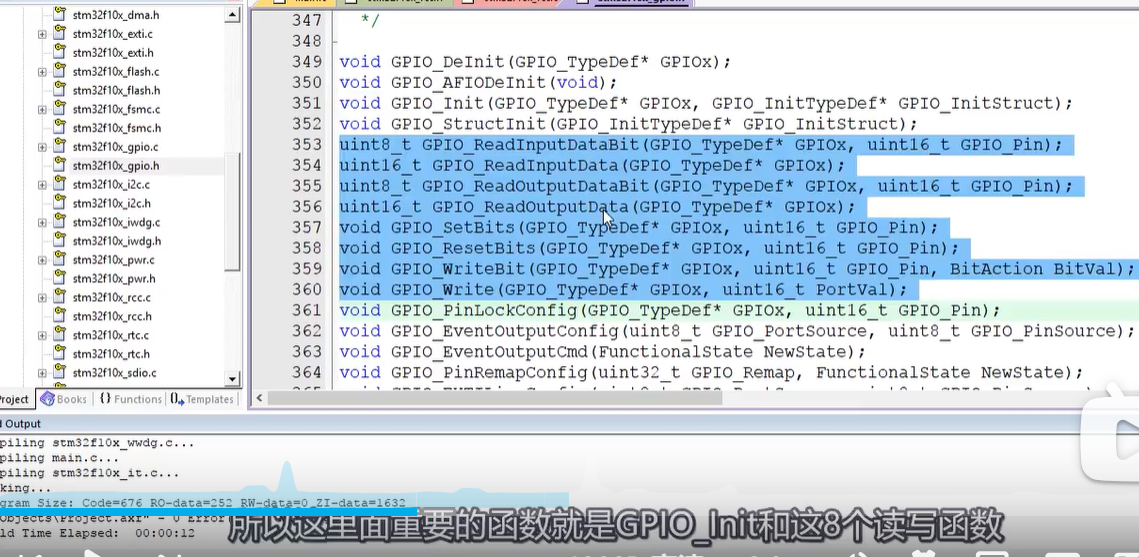 stm32f10x_dma.h
stm32f10x_exti.c
stm32f10x_exti.h
stm32f10x_flash.c
stm32f10x_flash.h
stm32f10x_fsmc.c
stm32f10x_fsmc.h
stm32f10x_gpio.c
stm32f10x_gpio.h
stm32f10x_i2c.c
stm32f10x_i2c.h
stm32f10x_iwdg.c
stm32f10x_iwdg.h
stm32f10x_pwr.c
stm32f10x_pwr.h
stm32f10x_rcc.c
stm32f10x_rcc.h
stm32f10x_rtc.c
stm32f10x_rtc.h
stm32f10x_sdio.c
roject Books {} Functions Templates
347 */
348
349 void GPIO_DeInit(GPIO_TypeDef* GPIOx);
350 void GPIO_AFIODeInit(void);
351 void GPIO_Init(GPIO_TypeDef* GPIOx, GPIO_InitTypeDef* GPIO_InitStruct);
352 void GPIO_StructInit(GPIO_InitTypeDef* GPIO_InitStruct);
353 uint8_t GPIO_ReadInputDataBit(GPIO_TypeDef* GPIOx, uint16_t GPIO_Pin);
354 uint16_t GPIO_ReadInputData(GPIO_TypeDef* GPIOx);
355 uint8_t GPIO_ReadOutputDataBit(GPIO_TypeDef* GPIOx, uint16_t GPIO_Pin);
356 uint16_t GPIO_ReadOutputData(GPIO_TypeDef* GPIOx);
357 void GPIO_SetBits(GPIO_TypeDef* GPIOx, uint16_t GPIO_Pin);
358 void GPIO_ResetBits(GPIO_TypeDef* GPIOx, uint16_t GPIO_Pin);
359 void GPIO_WriteBit(GPIO_TypeDef* GPIOx, uint16_t GPIO_Pin, BitAction BitVal);
360 void GPIO_Write(GPIO_TypeDef* GPIOx, uint16_t PortVal);
361 void GPIO_PinLockConfig(GPIO_TypeDef* GPIOx, uint16_t GPIO_Pin);
362 void GPIO_EventOutputConfig(uint8_t GPIO_PortSource, uint8_t GPIO_PinSource);
363 void GPIO_EventOutputCmd(FunctionalState NewState);
364 void GPIO_PinRemapConfig(uint32_t GPIO_Remap, FunctionalState NewState);
d Output
piling stm32f10x_wwdg.c...
piling main.c...
piling stm32f10x_it.c...
king...
gram Size: Code=676 RO-data=252 RW-data=0 ZI-data=1632
Objects\Project.axf" - 0 Error
ld Time Elapsed: 00:00:12
所以这里面重要的函数就是GPIO_Init和这8个读写函数